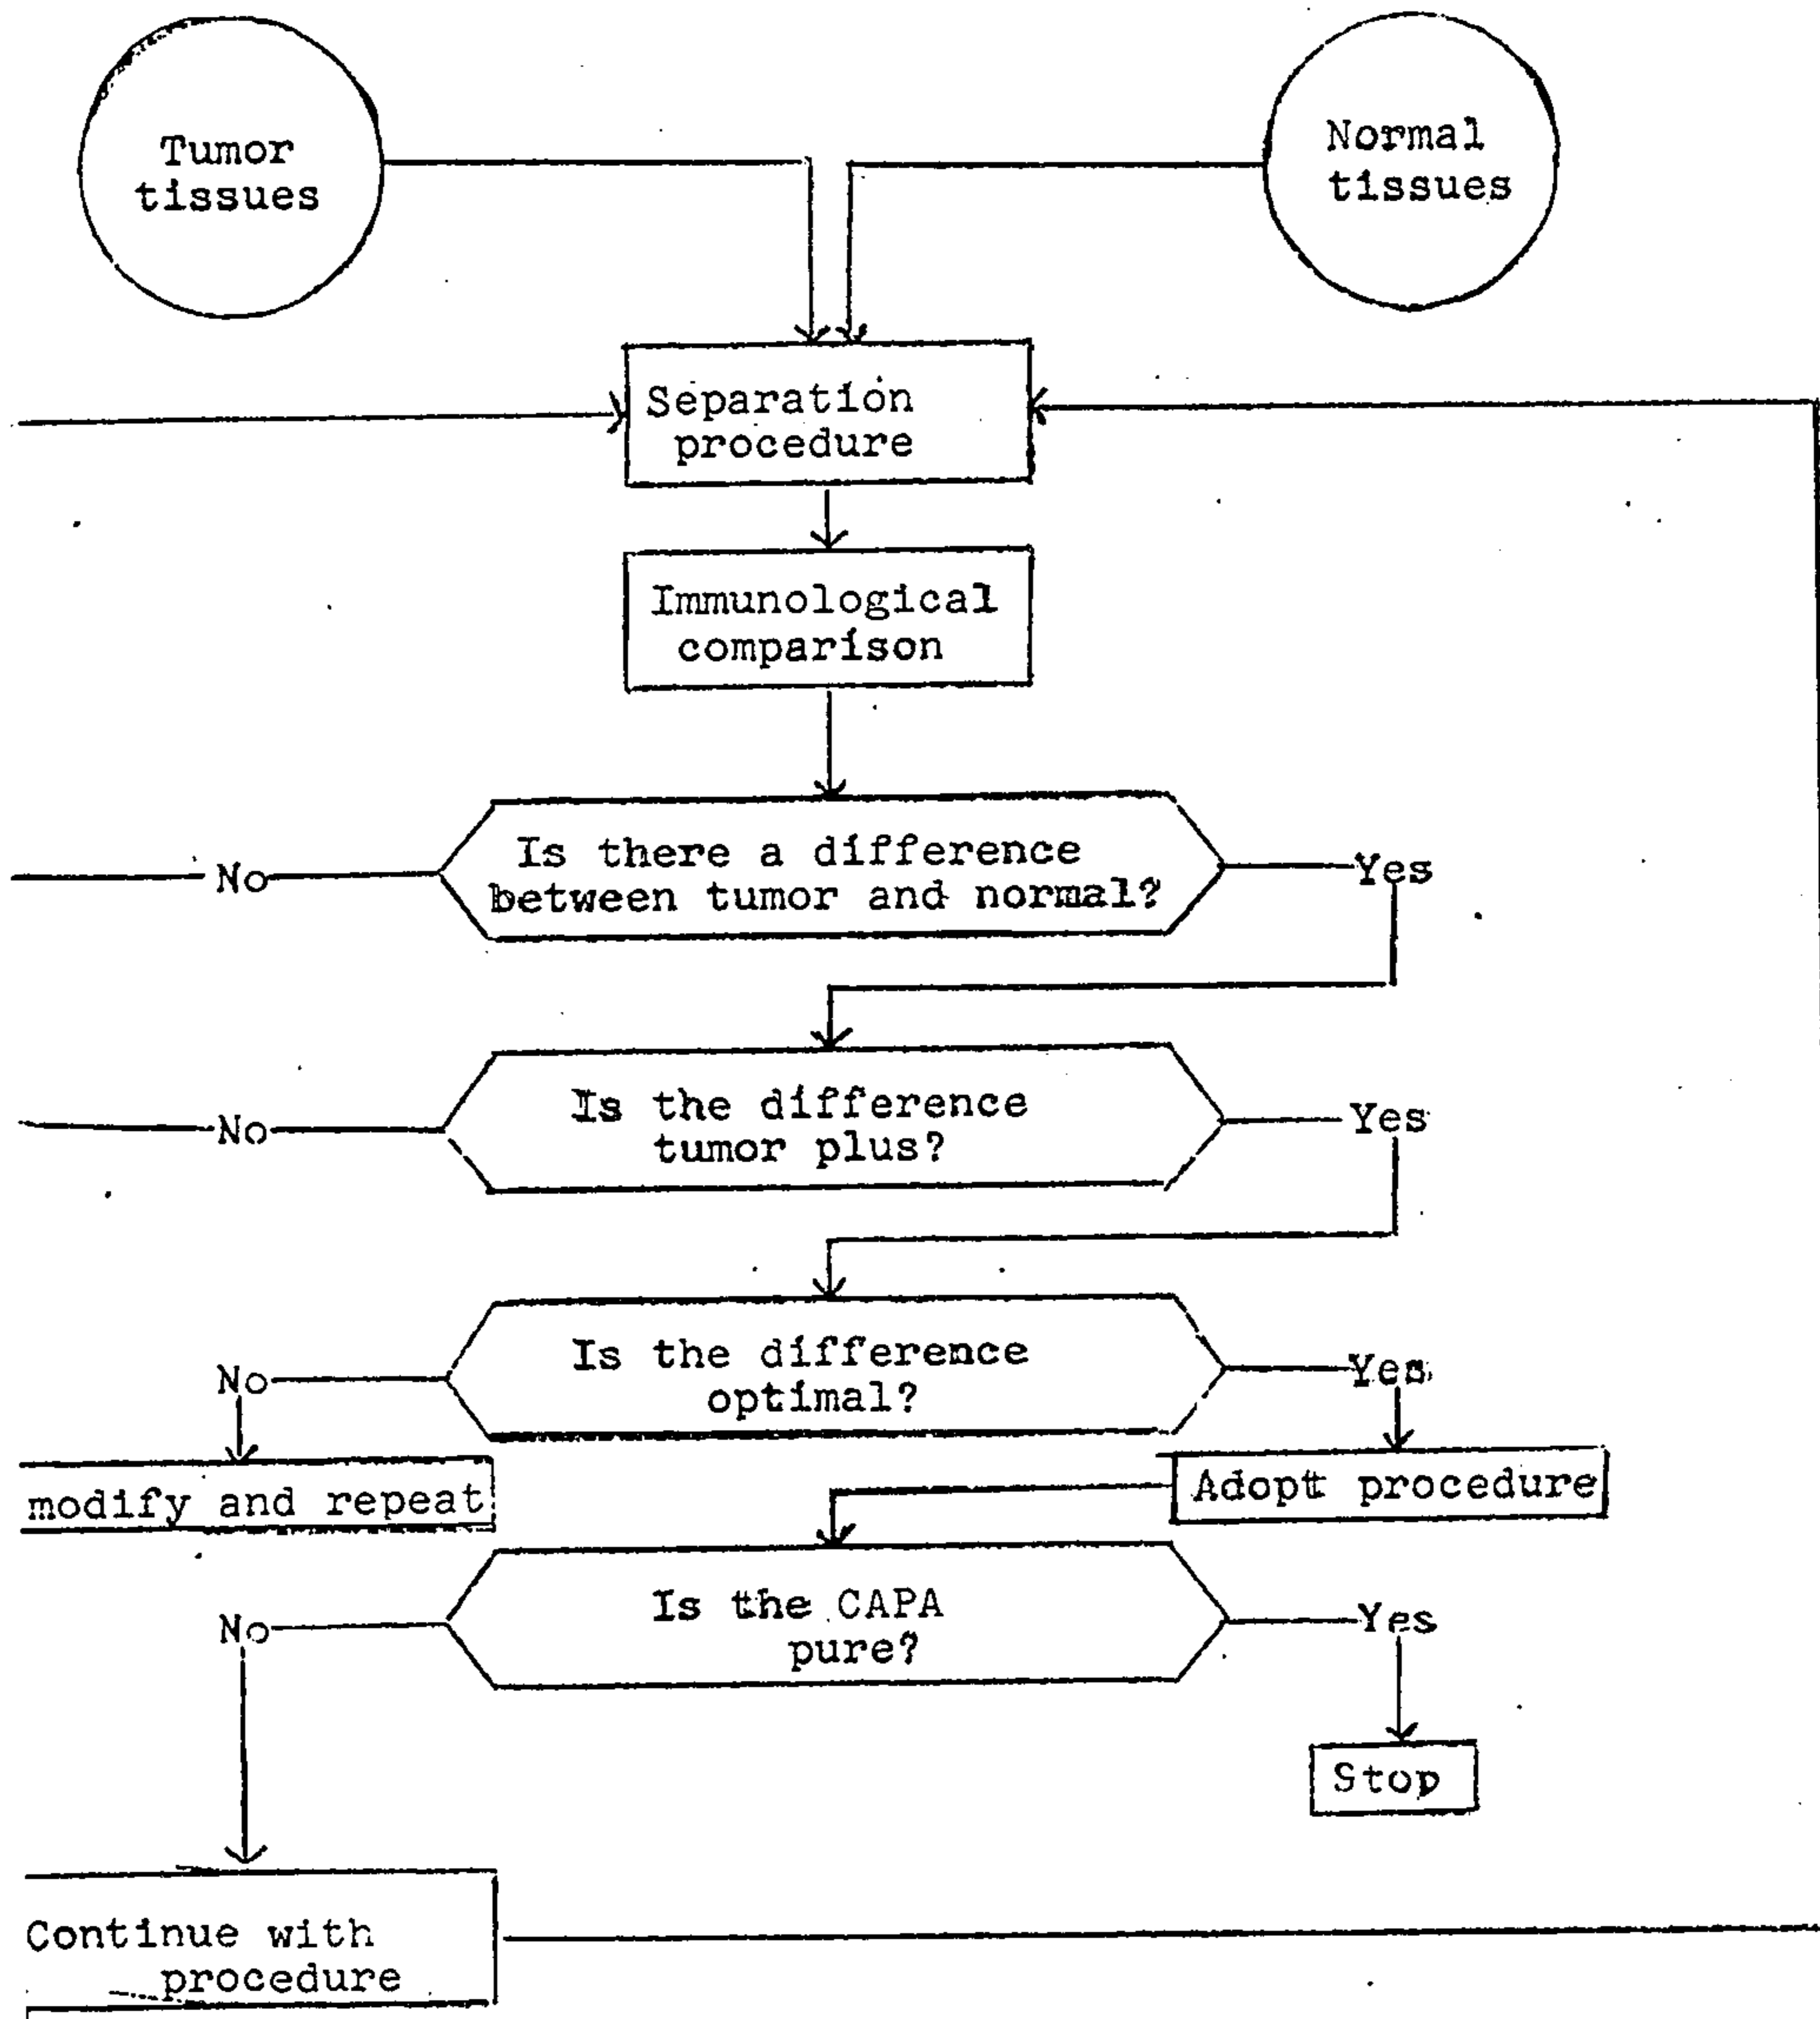 Tumor
tissues
Normal
tissues
Separation
procedure
Immunological
comparison
Is there a difference
between tumor and normal?
No
Yes
Is the difference
tumor plus?
No
Yes
Is the difference
optimal?
No
Yes
modify and repeat
Adopt procedure
Is the CAPA
pure?
No
Yes
Stop
Continue with
procedure